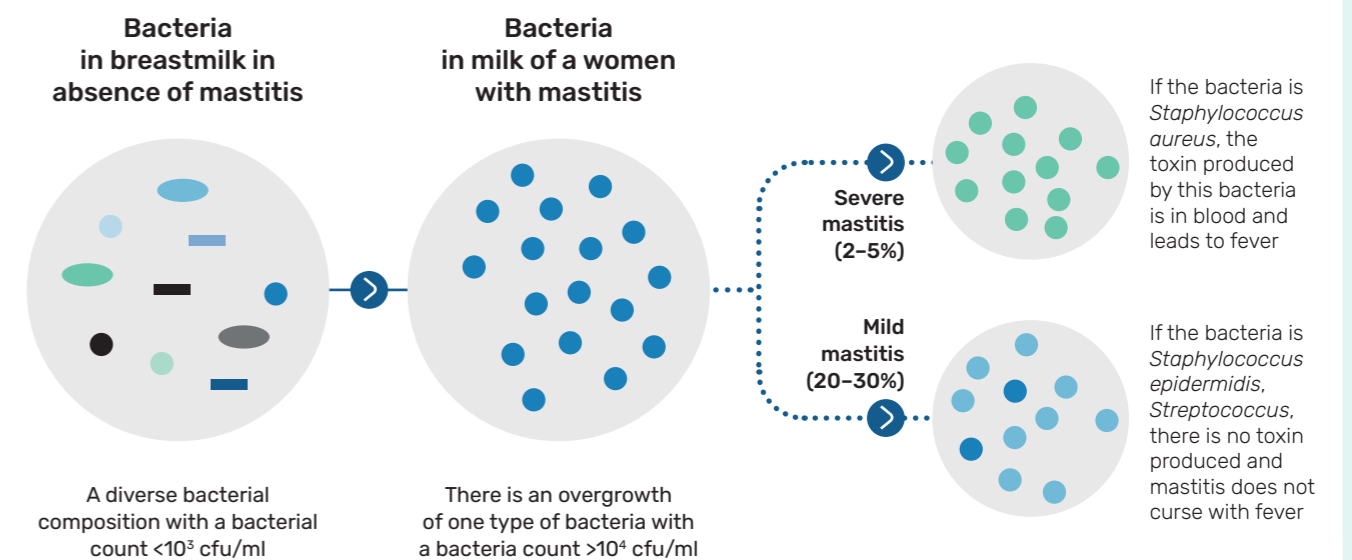 Bacteria
in breastmilk in
absence of mastitis
A diverse bacterial
composition with a bacterial
count <10³ cfu/ml
Bacteria
in milk of a women
with mastitis
There is an overgrowth
of one type of bacteria with
a bacteria count >10⁴ cfu/ml
Severe
mastitis
(2–5%)
If the bacteria is
Staphylococcus
aureus, the
toxin produced
by this bacteria
is in blood and
leads to fever
Mild
mastitis
(20–30%)
If the bacteria is
Staphylococcus
epidermidis,
Streptococcus,
there is no toxin
produced and
mastitis does not
curse with fever